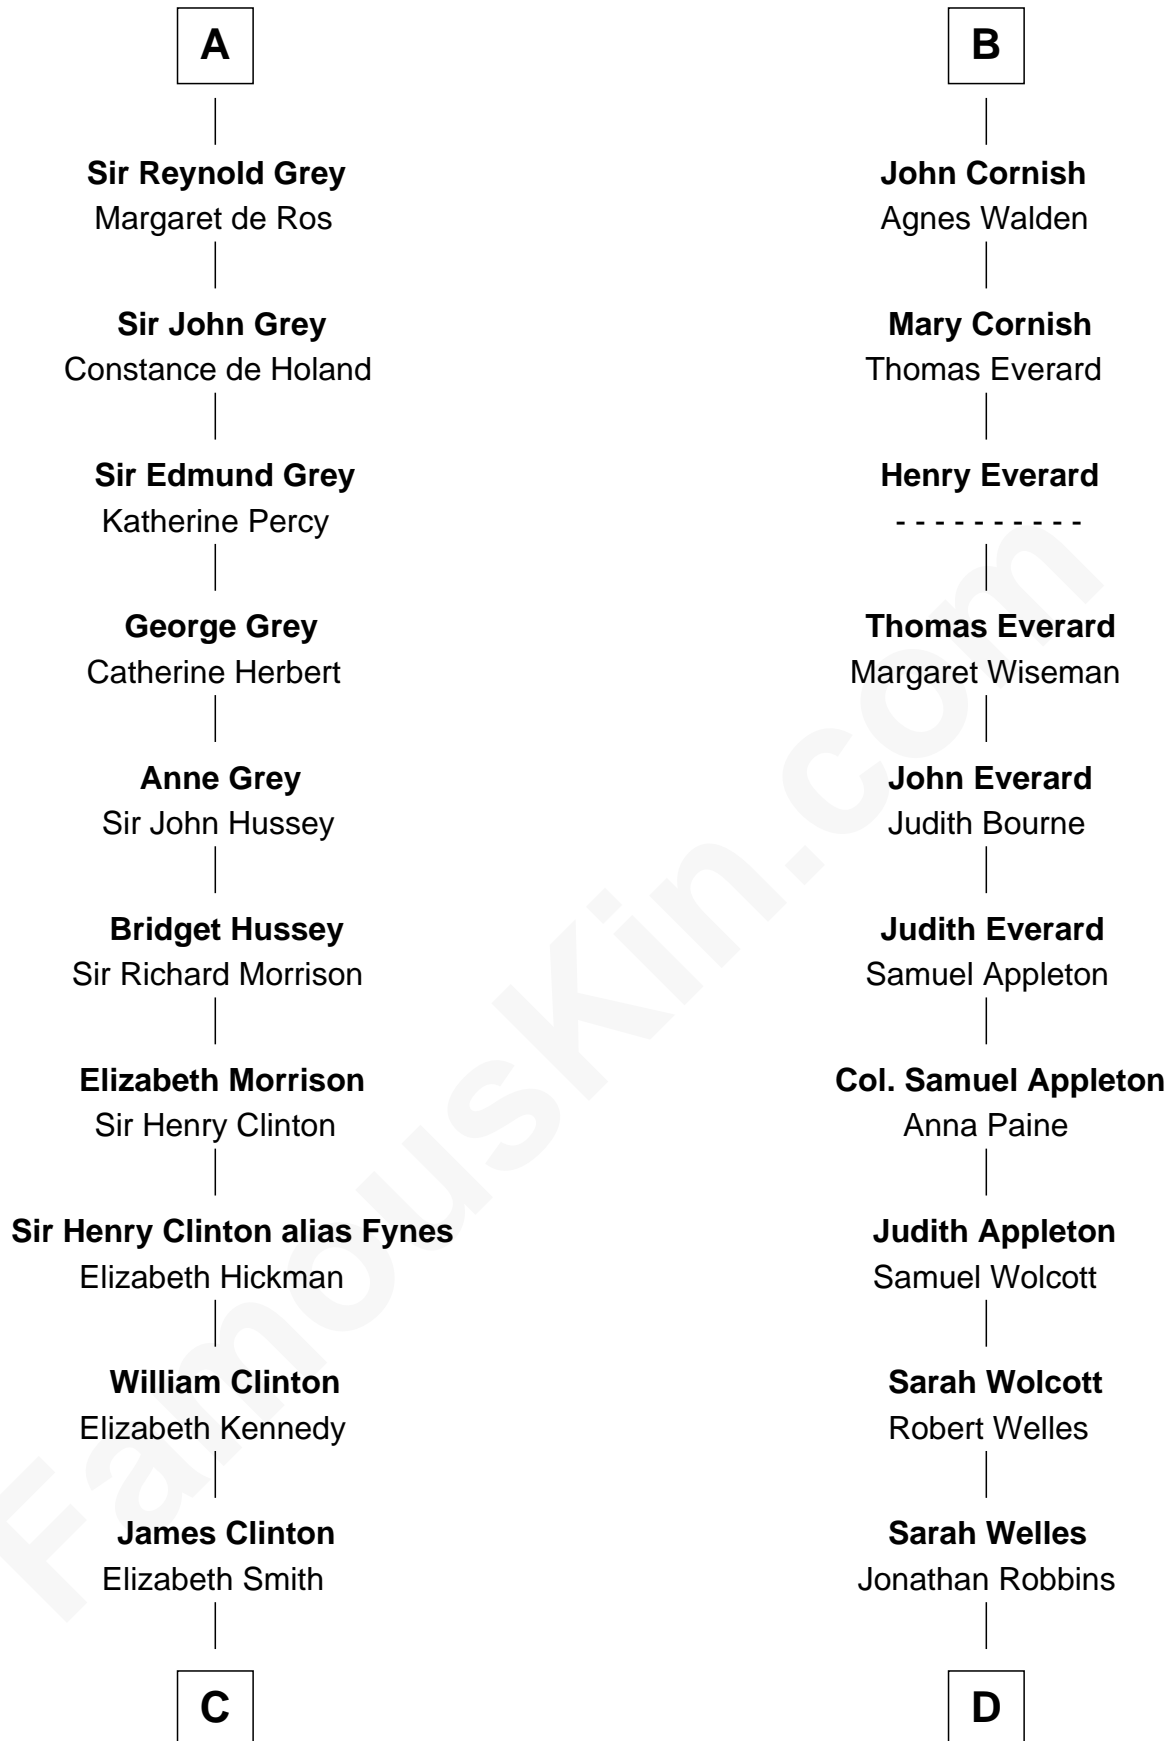 A
Sir Reynold Grey
Margaret de Ros
Sir John Grey
Constance de Holand
Sir Edmund Grey
Katherine Percy
George Grey
Catherine Herbert
Anne Grey
Sir John Hussey
Bridget Hussey
Sir Richard Morrison
Elizabeth Morrison
Sir Henry Clinton
Sir Henry Clinton alias Fynes
Elizabeth Hickman
William Clinton
Elizabeth Kennedy
James Clinton
Elizabeth Smith
C
B
John Cornish
Agnes Walden
Mary Cornish
Thomas Everard
Henry Everard
- - - - - - - - - -
Thomas Everard
Margaret Wiseman
John Everard
Judith Bourne
Judith Everard
Samuel Appleton
Col. Samuel Appleton
Anna Paine
Judith Appleton
Samuel Wolcott
Sarah Wolcott
Robert Welles
Sarah Welles
Jonathan Robbins
D
FamousKin.com